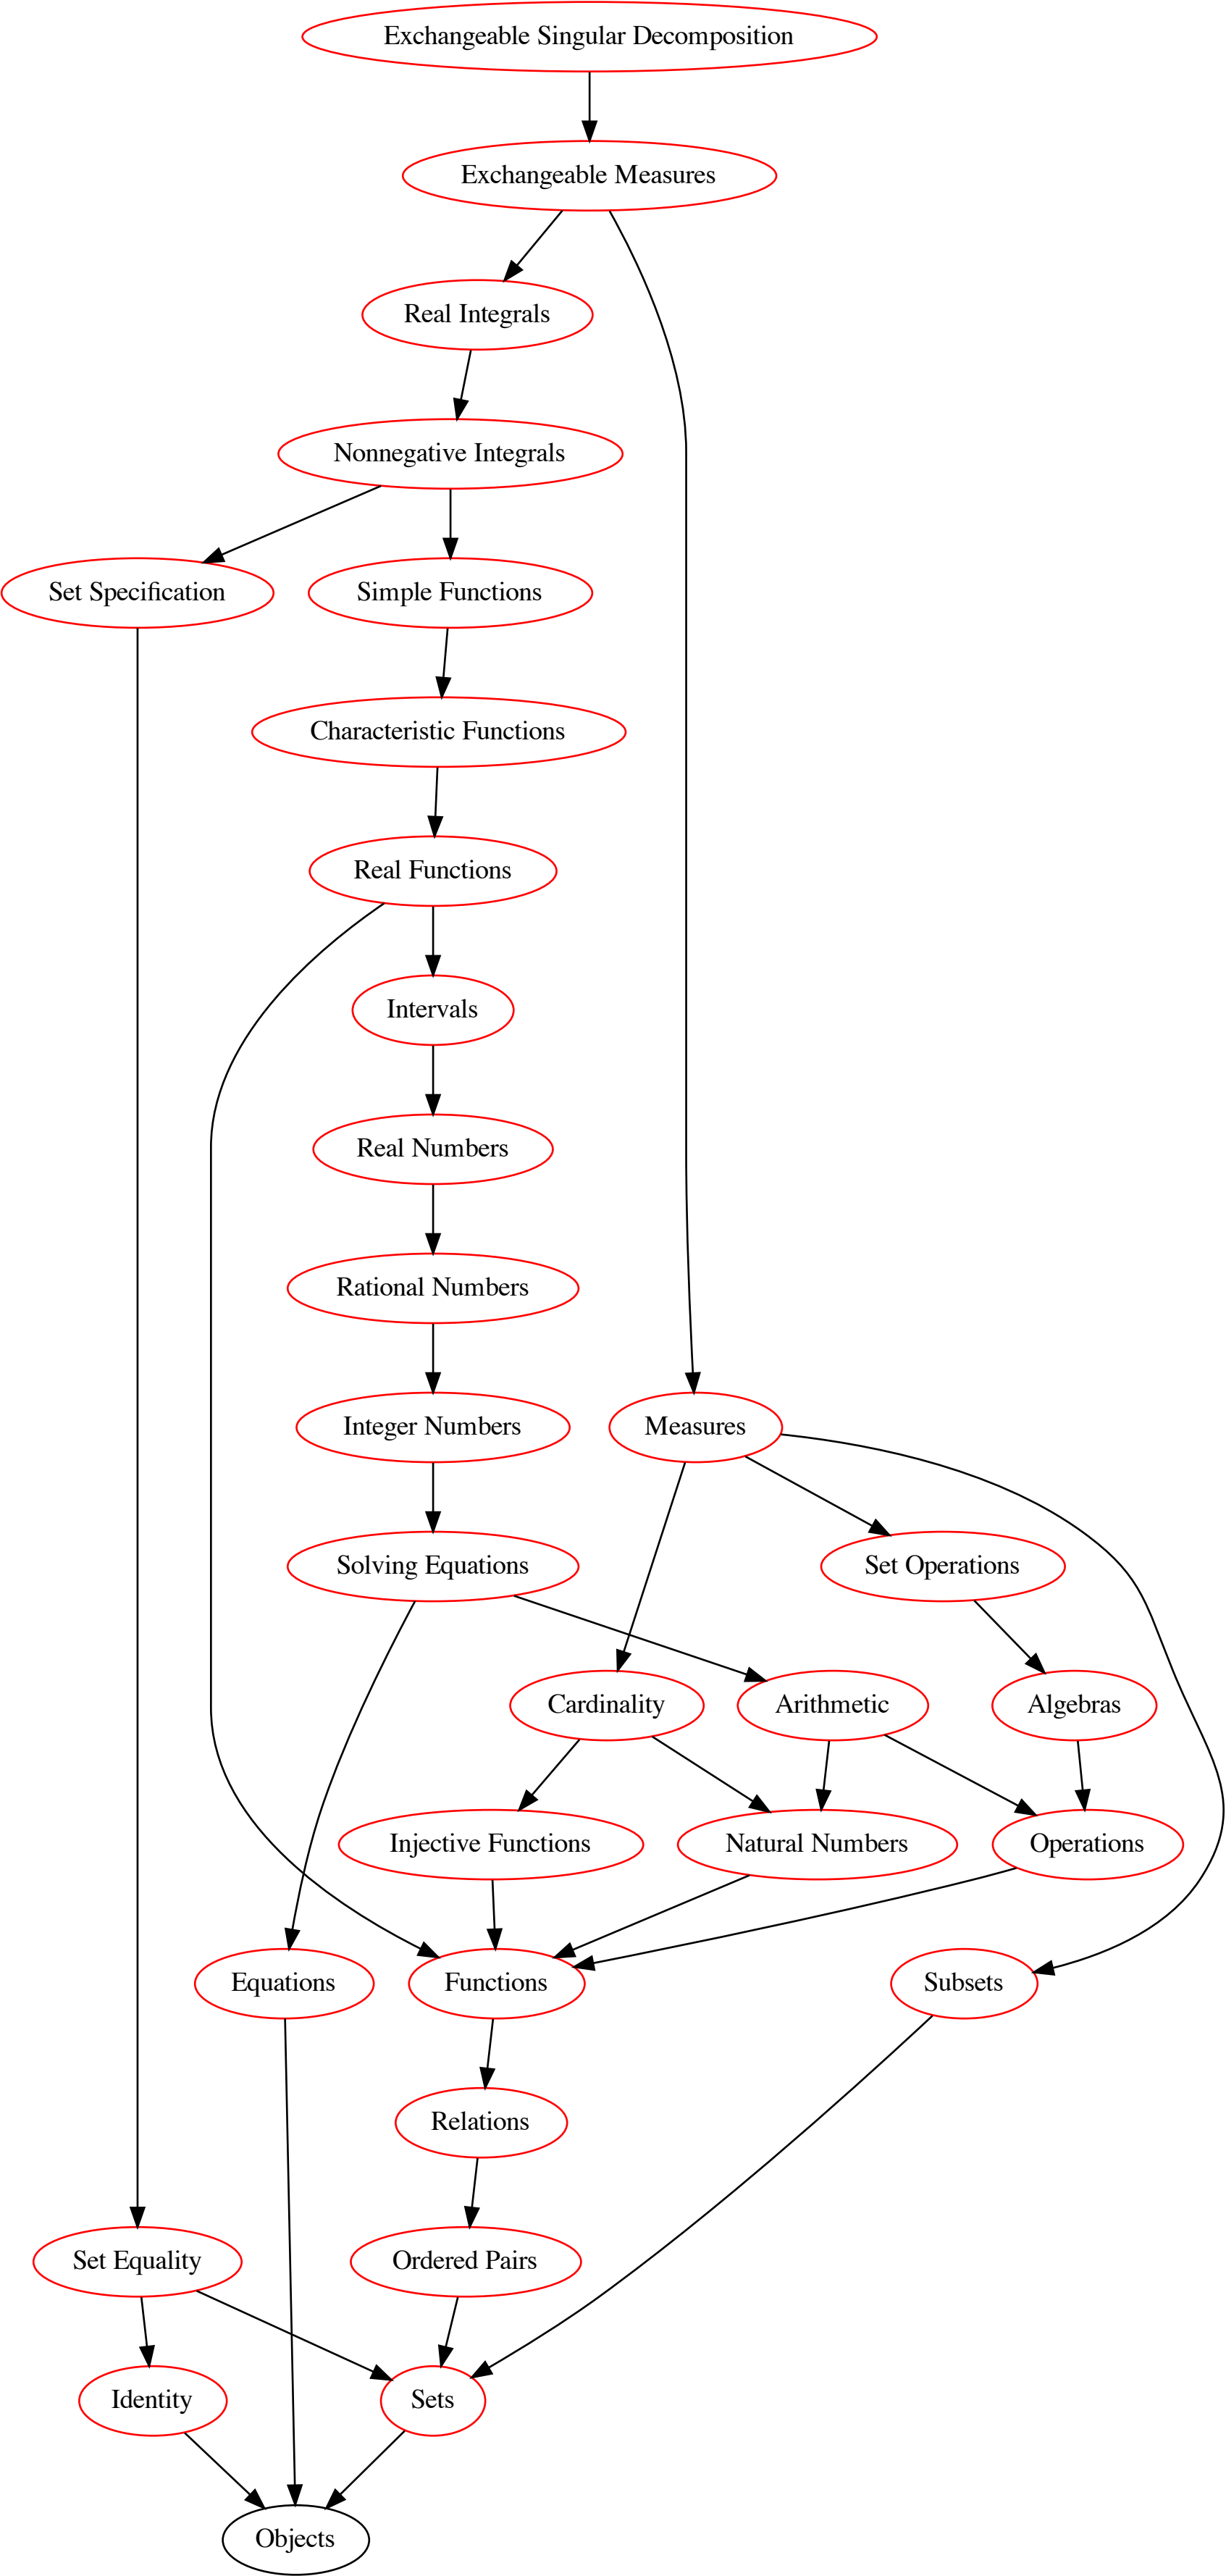 Exchangeable Singular Decomposition
Exchangeable Measures
Real Integrals
Nonnegative Integrals
Set Specification
Simple Functions
Characteristic Functions
Real Functions
Intervals
Real Numbers
Rational Numbers
Integer Numbers
Measures
Solving Equations
Set Operations
Cardinality
Arithmetic
Algebras
Injective Functions
Natural Numbers
Operations
Equations
Functions
Subsets
Relations
Set Equality
Ordered Pairs
Identity
Sets
Objects